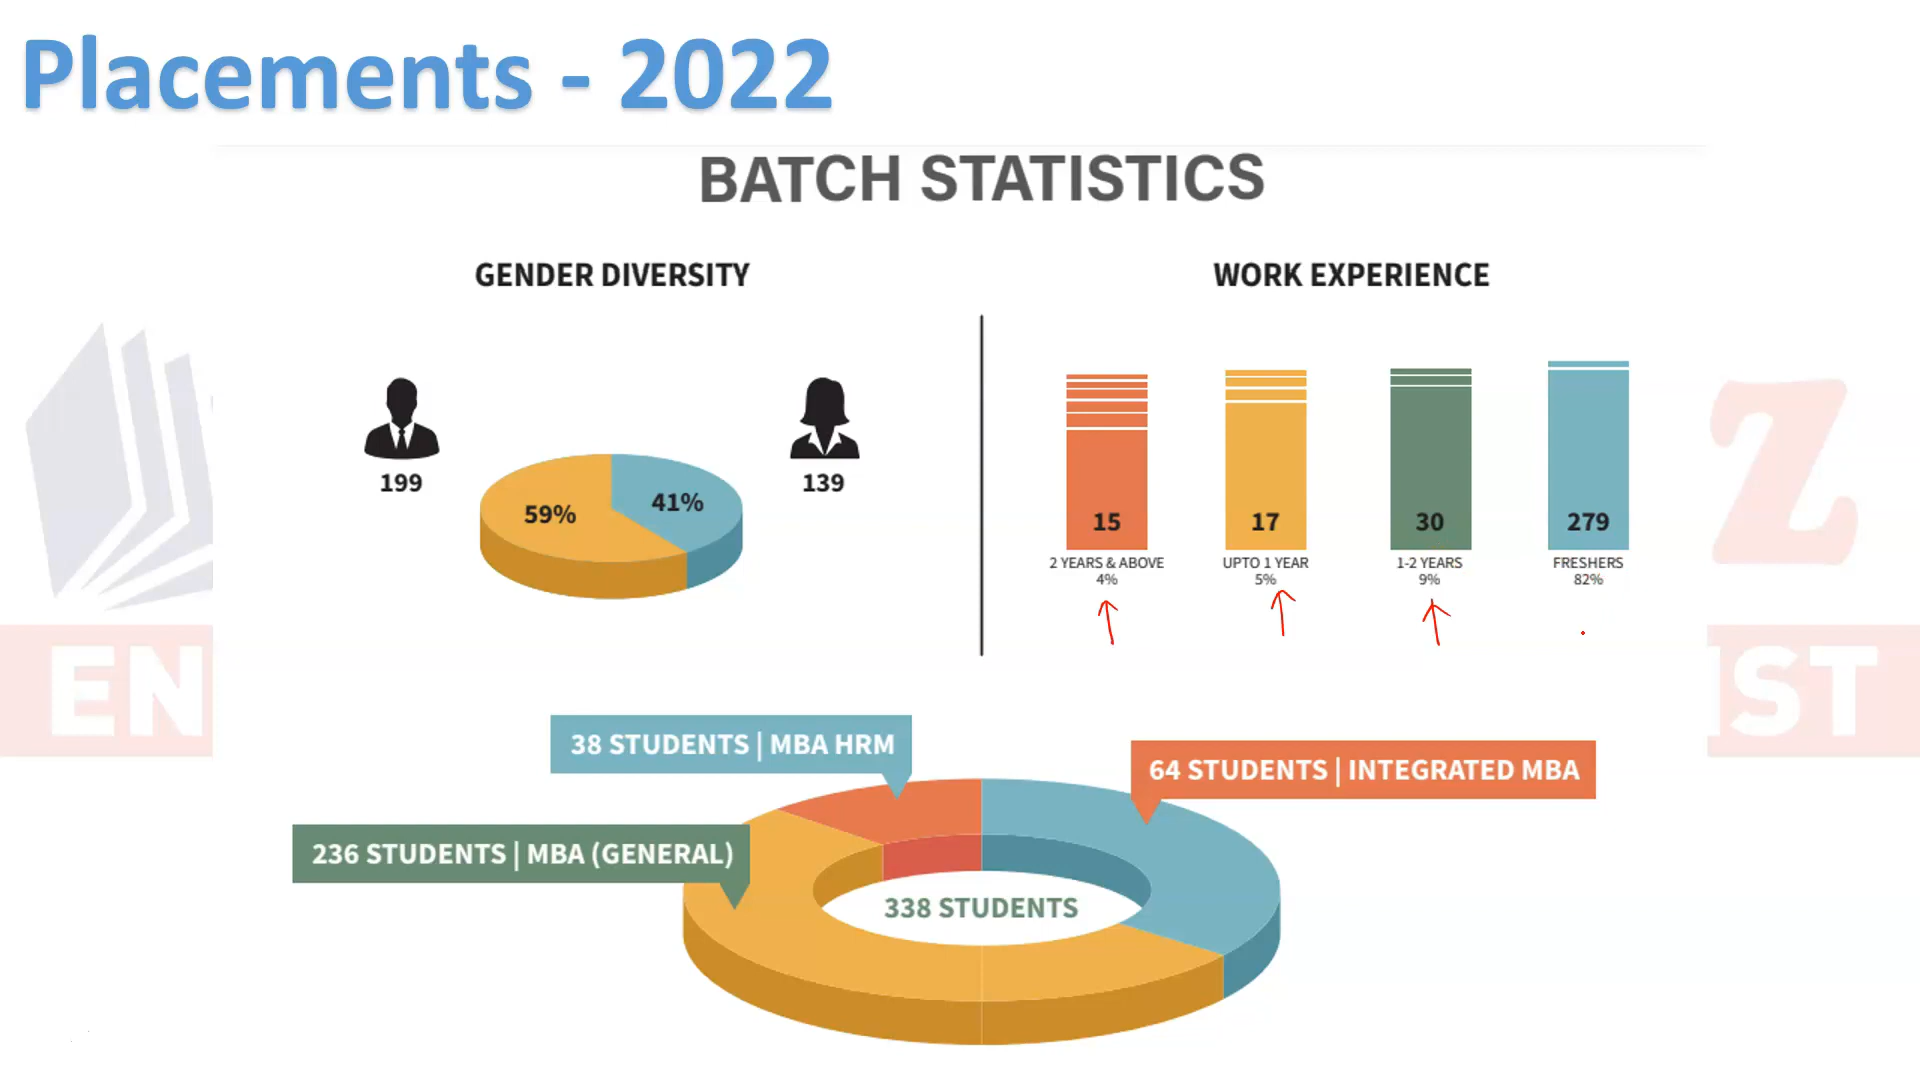 Placements - 2022
BATCH STATISTICS
GENDER DIVERSITY
199
59%
41%
139
WORK EXPERIENCE
15
17
30
279
2 YEARS & ABOVE
4%
UPTO 1 YEAR
5%
1-2 YEARS
9%
FRESHERS
82%
38 STUDENTS | MBA HRM
64 STUDENTS | INTEGRATED MBA
236 STUDENTS | MBA (GENERAL)
338 STUDENTS
Z
EN
IST